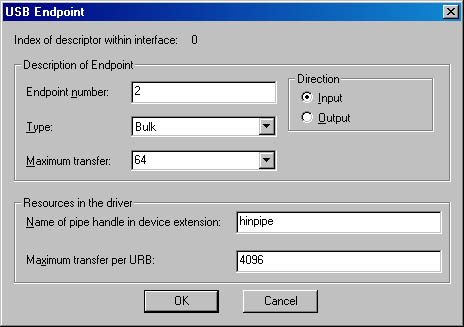 USB Endpoint
Index of descriptor within interface: 0
Description of Endpoint
Endpoint number: 2
Type: Bulk
Maximum transfer: 64
Direction
Input
Output
Resources in the driver
Name of pipe handle in device extension: hinpipe
Maximum transfer per URB: 4096
OK Cancel